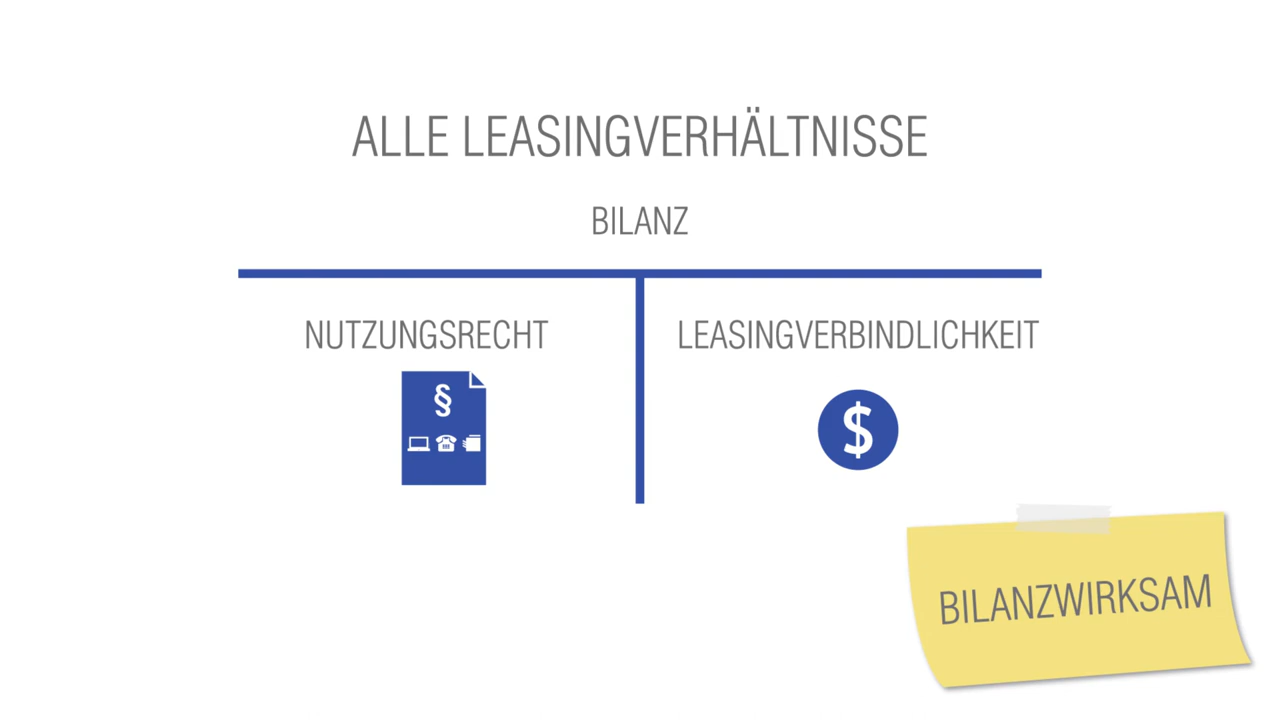 ALLE LEASINGVERHÄLTNISSE
BILANZ
NUTZUNGSRECHT
LEASINGVERBINDLICHKEIT
§
$
BILANZWIRKSAM